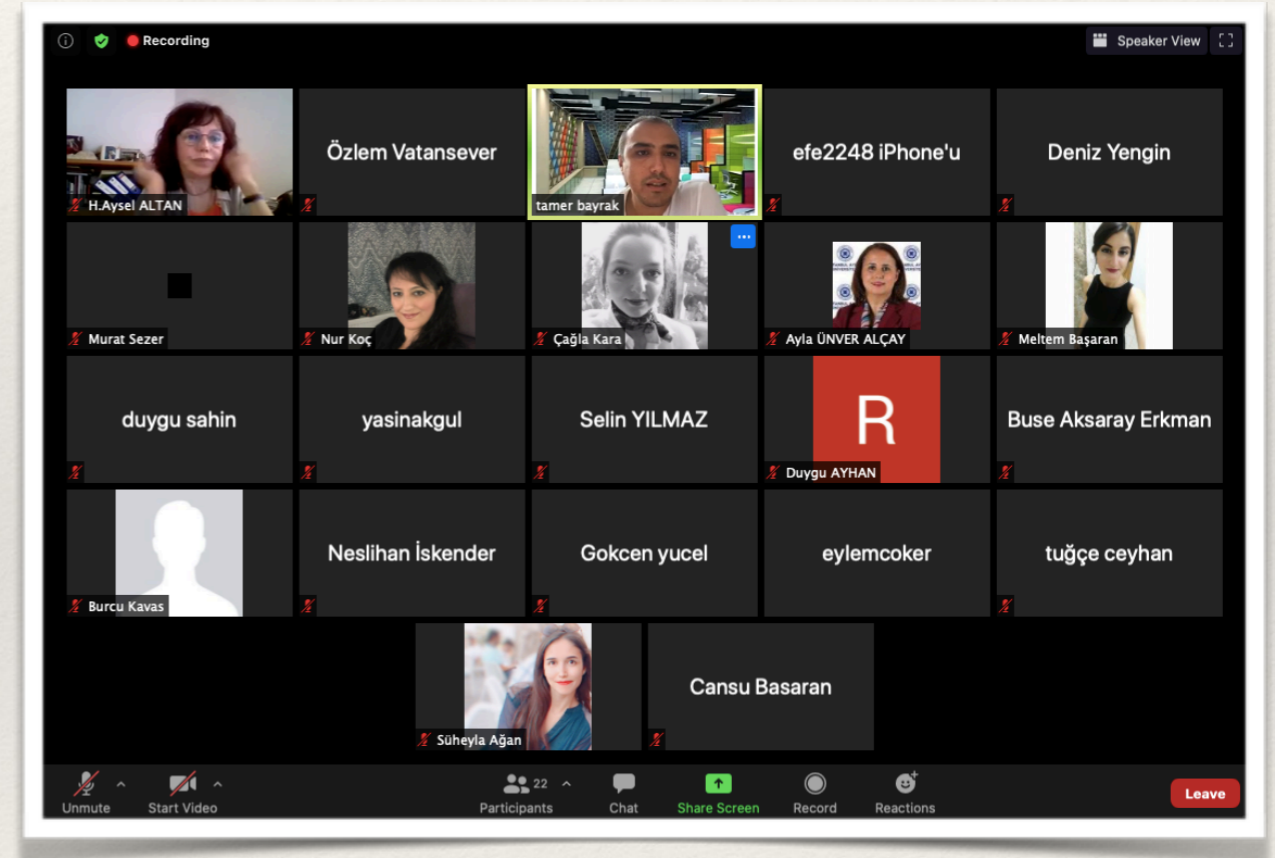 Recording
Speaker View
H.Aysel ALTAN
Özlem Vatansever
tamer bayrak
efe2248 iPhone'u
Deniz Yengin
Murat Sezer
Nur Koç
Çağla Kara
Ayla ÜNVER ALÇAY
Meltem Başaran
duygu sahin
yasinakgul
Selin YILMAZ
R
Duygu AYHAN
Buse Aksaray Erkman
Burcu Kavas
Neslihan İskender
Gokcen yucel
eylemcoker
tuğçe ceyhan
Süheyla Ağan
Cansu Basaran
Unmute
Start Video
22
Participants
Chat
Share Screen
Record
Reactions
Leave